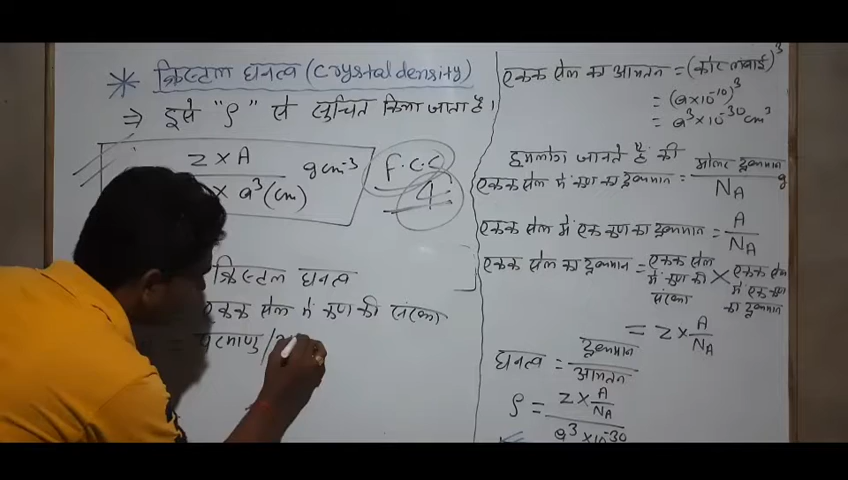 क्रिस्टल घनत्व (Crystal density)
⇒ इसे "ρ" से सुचित किया जाता है।
Z × A
× a³ (cm)
g cm⁻³
F.C.C
4
क्रिस्टल घनत्व
एकक सेल में कण की संख्या
= परमाणु /
एकक सेल का आयतन = (कोर लंबाई)³
= (a×10⁻¹⁰)³
= a³×10⁻³⁰ cm³
हमलोग जानते है की
एकक सेल में कण का द्रव्यमान = मोलर द्रव्यमान / N_A g
एकक सेल में एक कण का द्रव्यमान = A / N_A
एकक सेल का द्रव्यमान = एकक सेल में कण की संख्या × एकक सेल में एक कण का द्रव्यमान
= Z × A / N_A
घनत्व = द्रव्यमान / आयतन
ρ = Z × A / N_A
a³ × 10⁻³⁰